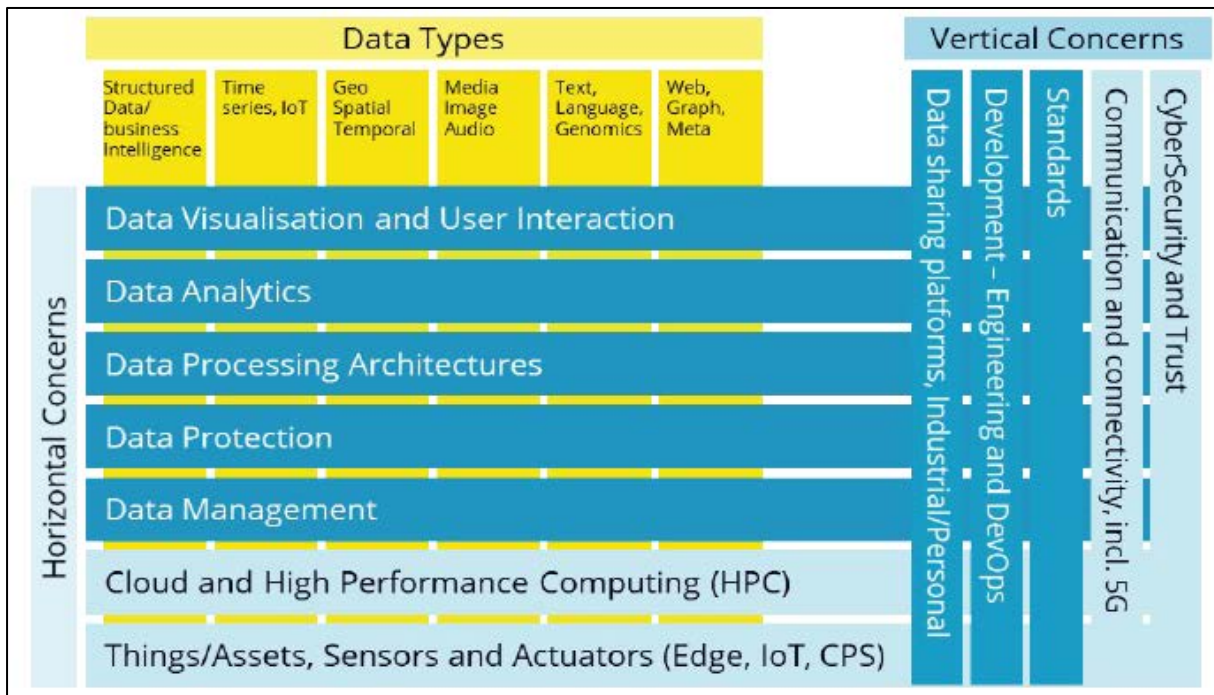 Data Types
Vertical Concerns
Structured
Data/
business
Intelligence
Time
series, IoT
Geo
Spatial
Temporal
Media
Image
Audio
Text,
Language,
Genomics
Web,
Graph,
Meta
Horizontal Concerns
Data Visualisation and User Interaction
Data Analytics
Data Processing Architectures
Data Protection
Data Management
Cloud and High Performance Computing (HPC)
Things/Assets, Sensors and Actuators (Edge, IoT, CPS)
Data sharing platforms, Industrial/Personal
Development – Engineering and DevOps
Standards
Communication and connectivity, incl. 5G
CyberSecurity and Trust